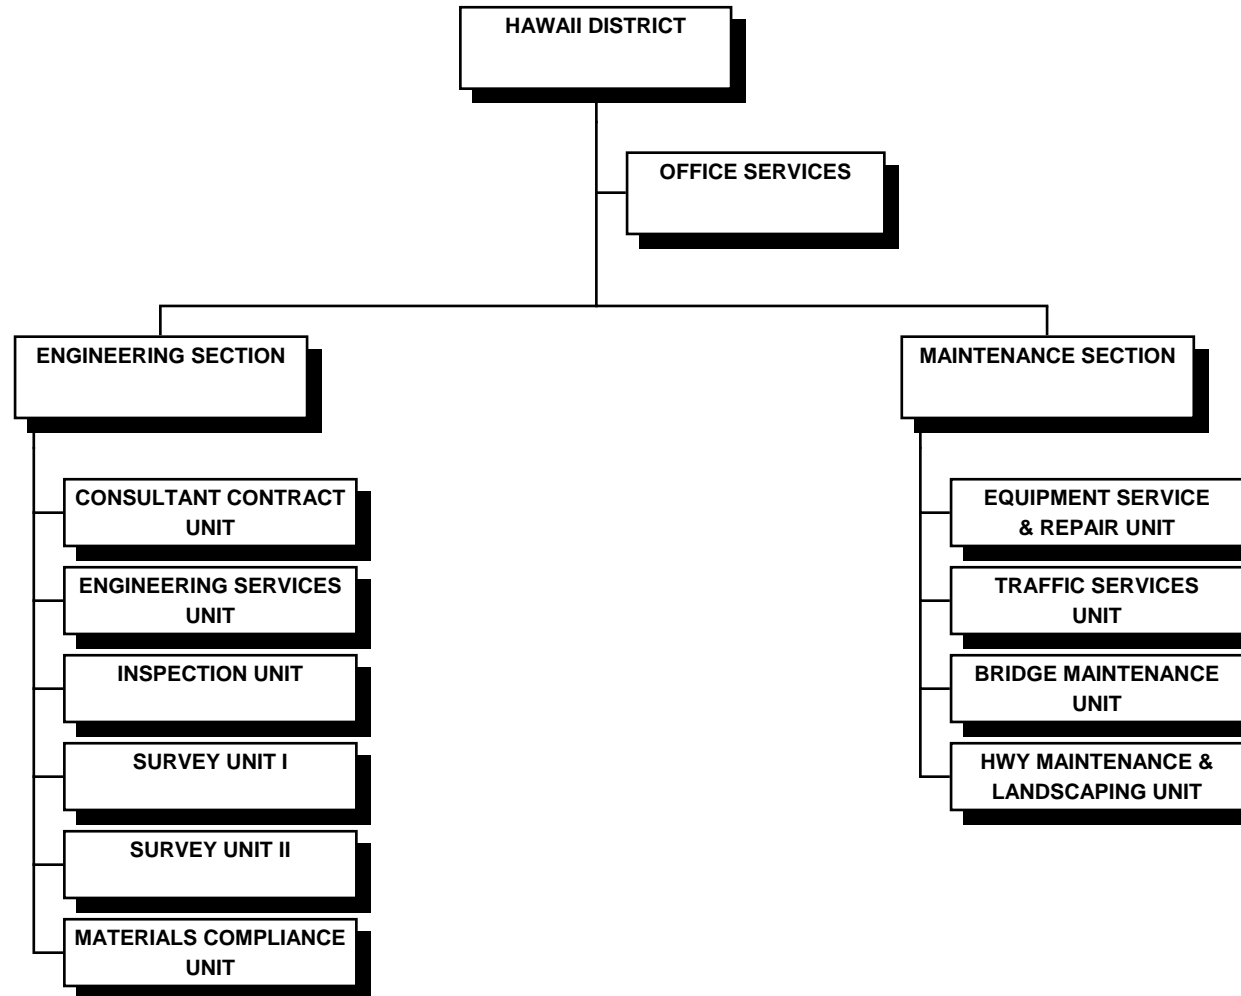 HAWAII DISTRICT
OFFICE SERVICES
ENGINEERING SECTION
MAINTENANCE SECTION
CONSULTANT CONTRACT
UNIT
ENGINEERING SERVICES
UNIT
INSPECTION UNIT
SURVEY UNIT I
SURVEY UNIT II
MATERIALS COMPLIANCE
UNIT
EQUIPMENT SERVICE
& REPAIR UNIT
TRAFFIC SERVICES
UNIT
BRIDGE MAINTENANCE
UNIT
HWY MAINTENANCE &
LANDSCAPING UNIT